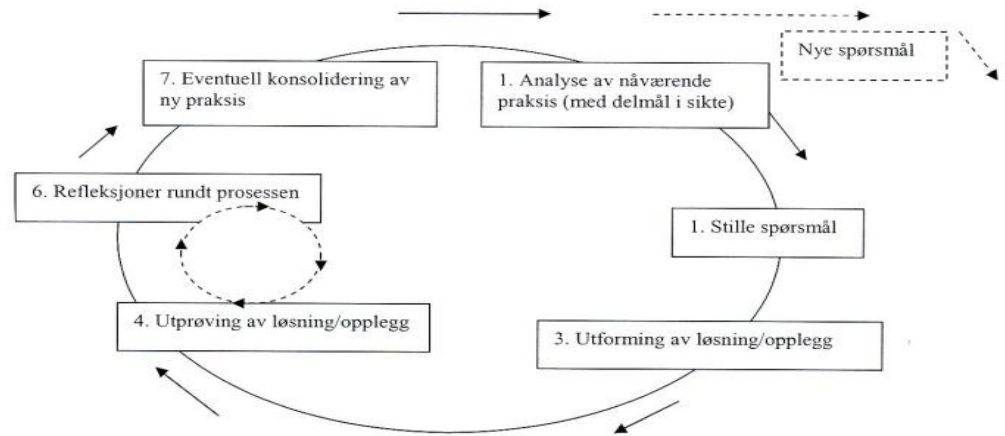 Nye spørsmål
7. Eventuell konsolidering av
ny praksis
1. Analyse av nåværende
praksis (med delmål i sikte)
6. Refleksjoner rundt prosessen
1. Stille spørsmål
4. Utprøving av løsning/opplegg
3. Utforming av løsning/opplegg